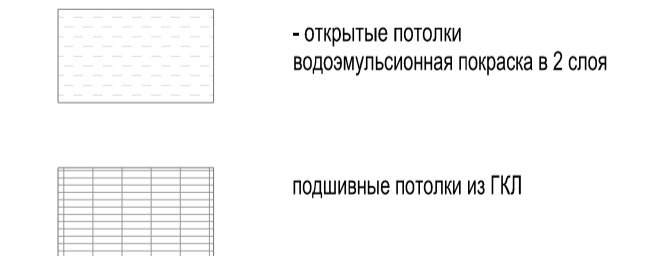 - открытые потолки
водоэмульсионная покраска в 2 слоя
подшивные потолки из ГКЛ